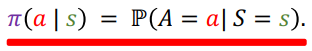 π(a | s) = ℙ(A = a| S = s).